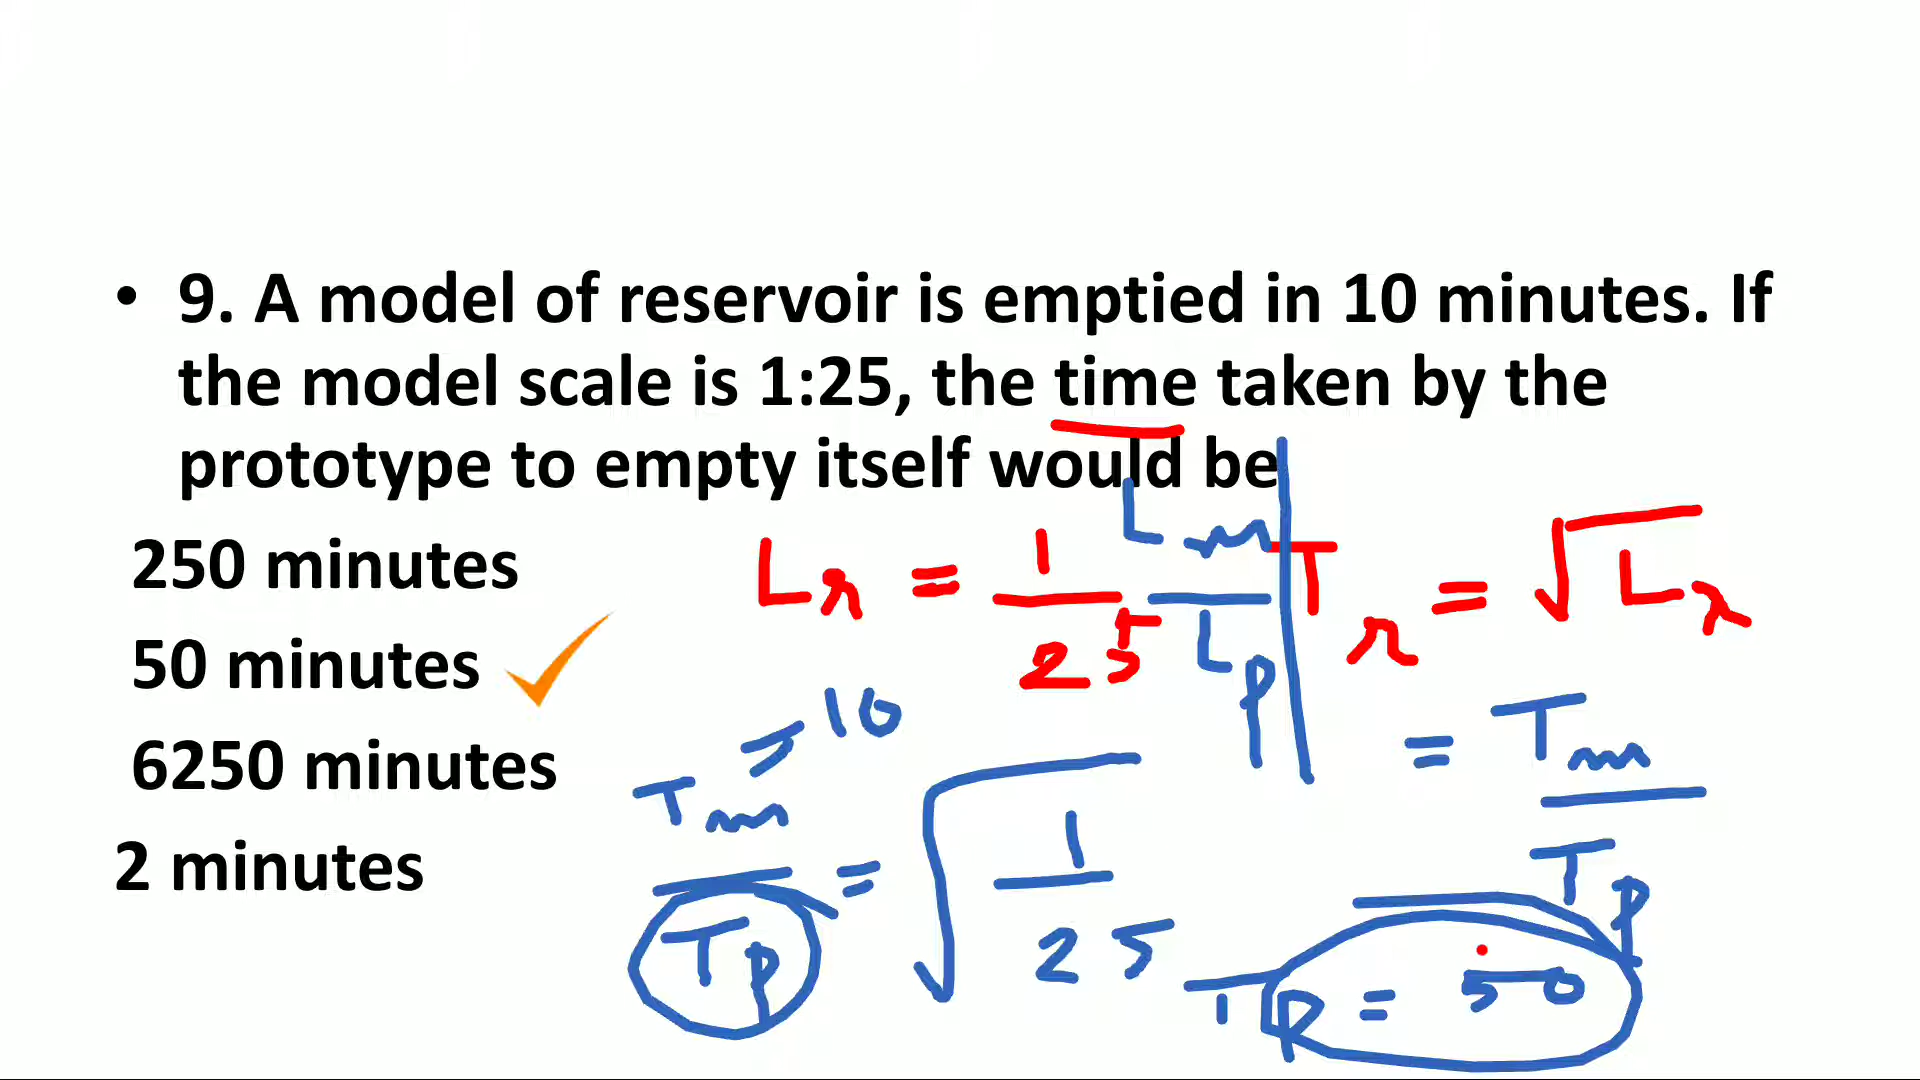 • 9. A model of reservoir is emptied in 10 minutes. If
the model scale is 1:25, the time taken by the
prototype to empty itself would be
250 minutes
50 minutes
6250 minutes
2 minutes
Lr = 1/25 Lm/Lp
Tr = √Lr
= Tm/Tp
Tm/Tp = √1/25
= 10
Tp = 50